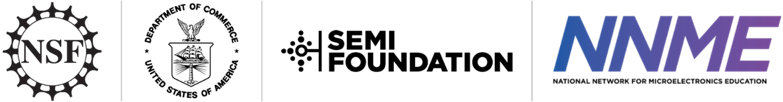 NSF
DEPARTMENT OF COMMERCE
UNITED STATES OF AMERICA
SEMI
FOUNDATION
NNME
NATIONAL NETWORK FOR MICROELECTRONICS EDUCATION